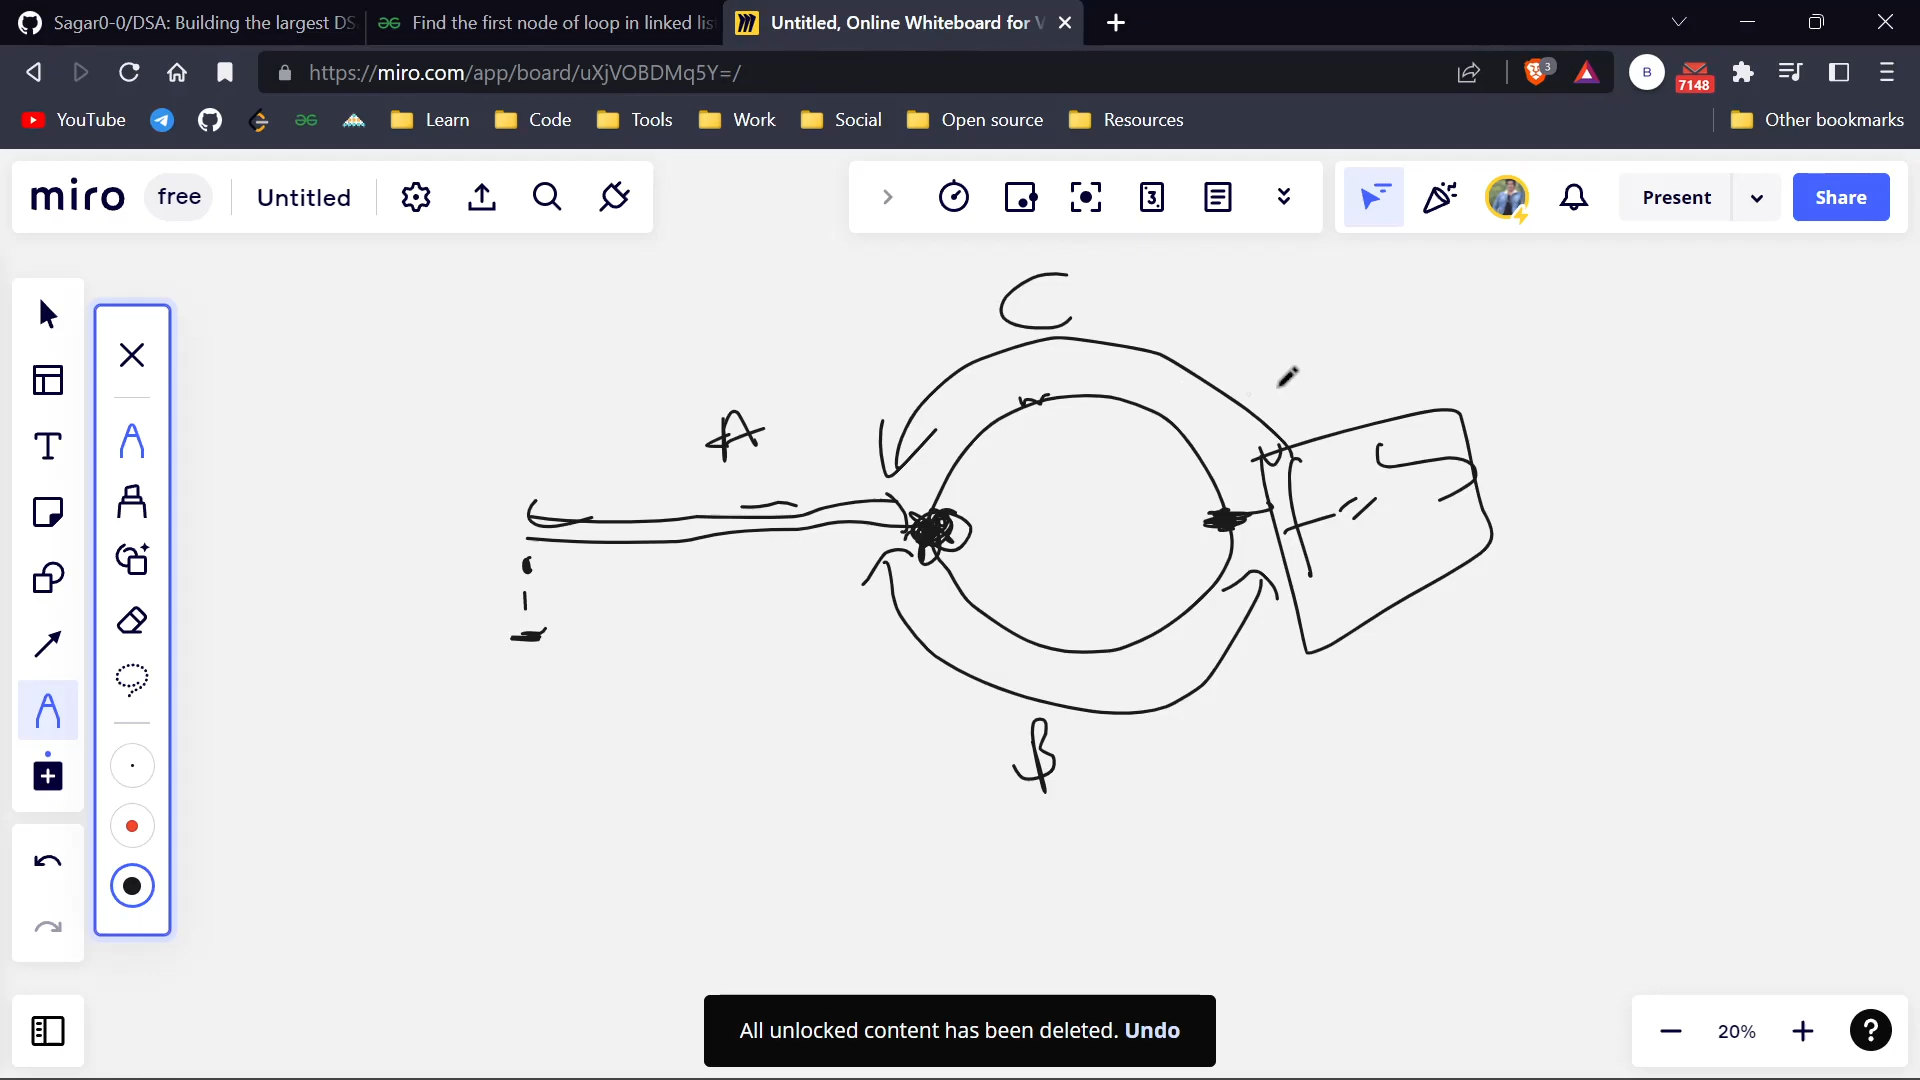 Sagar0-0/DSA: Building the largest DS
Find the first node of loop in linked lis
Untitled, Online Whiteboard for V
https://miro.com/app/board/uXjVOBDMq5Y=/
3
B
7148
YouTube
Learn
Code
Tools
Work
Social
Open source
Resources
Other bookmarks
miro
free
Untitled
3
Present
Share
C
A
B
All unlocked content has been deleted. Undo
20%
?